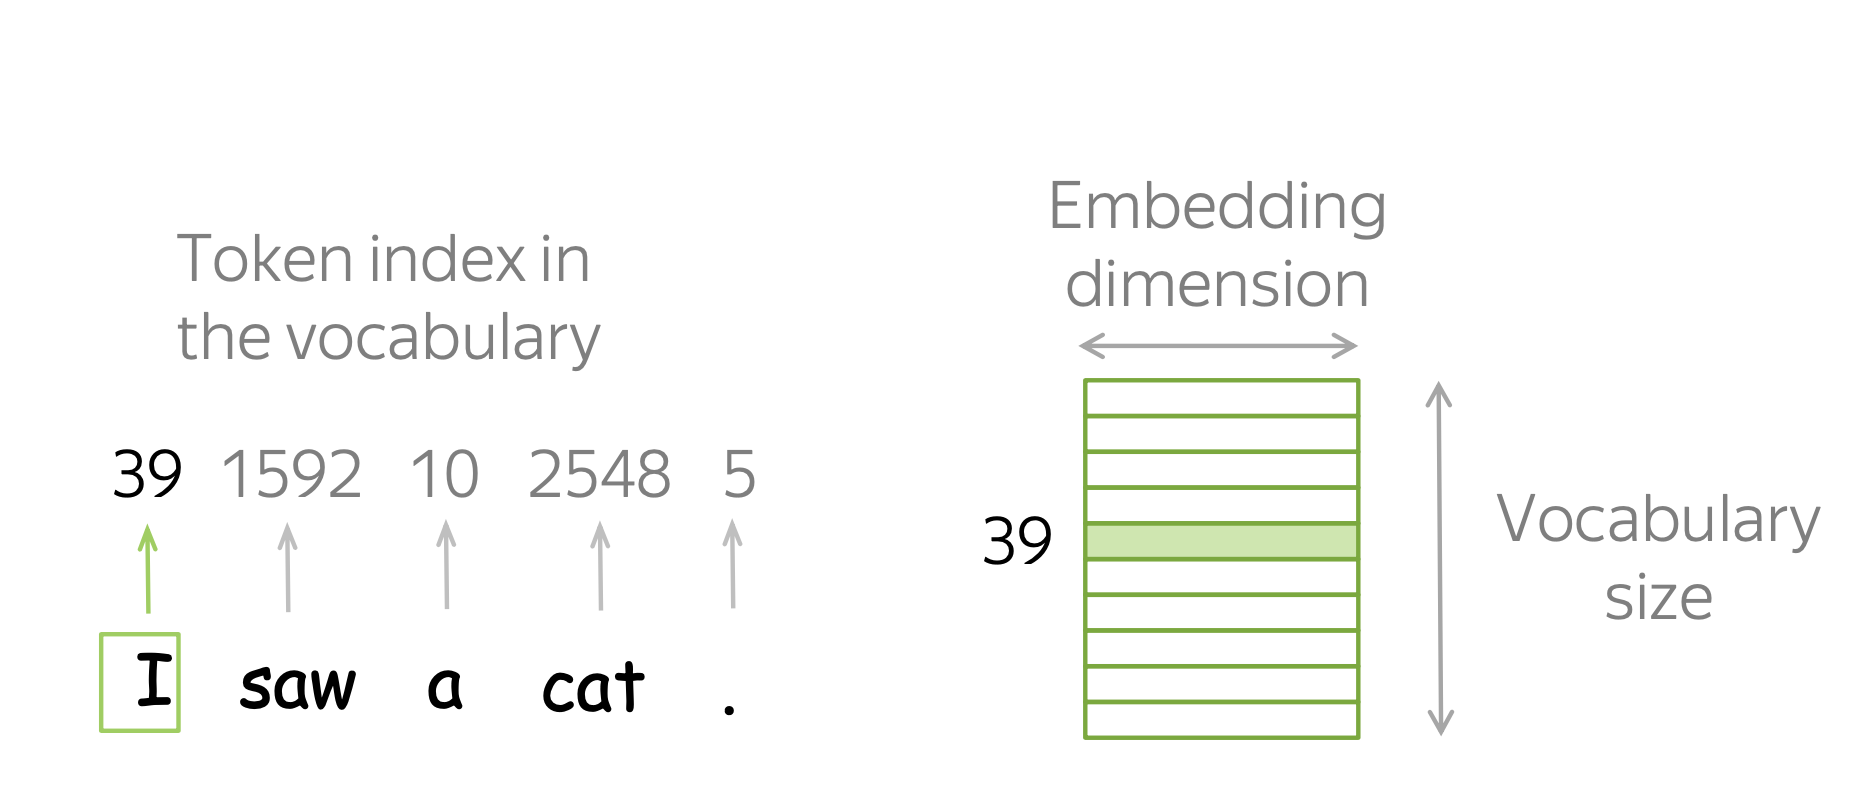 Token index in
the vocabulary
39 1592 10 2548 5
I saw a cat .
Embedding
dimension
39
Vocabulary
size